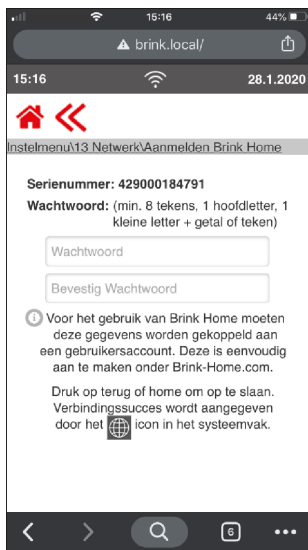 15:16
44%
brink.local/
15:16
28.1.2020
Instelmenu\13 Netwerk\Aanmelden Brink Home
Serienummer: 429000184791
Wachtwoord: (min. 8 tekens, 1 hoofdletter, 1
kleine letter + getal of teken)
Wachtwoord
Bevestig Wachtwoord
Voor het gebruik van Brink Home moeten
deze gegevens worden gekoppeld aan
een gebruikersaccount. Deze is eenvoudig
aan te maken onder Brink-Home.com.
Druk op terug of home om op te slaan.
Verbindingssucces wordt aangegeven
door het icon in het systeemvak.
6